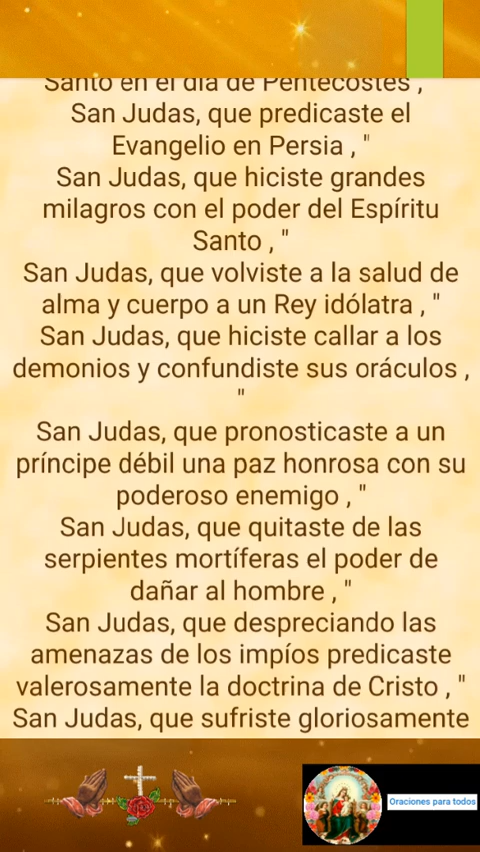 Santo en el día de Pentecostés , "
San Judas, que predicaste el
Evangelio en Persia , "
San Judas, que hiciste grandes
milagros con el poder del Espíritu
Santo , "
San Judas, que volviste a la salud de
alma y cuerpo a un Rey idólatra , "
San Judas, que hiciste callar a los
demonios y confundiste sus oráculos ,
"
San Judas, que pronosticaste a un
príncipe débil una paz honrosa con su
poderoso enemigo , "
San Judas, que quitaste de las
serpientes mortíferas el poder de
dañar al hombre , "
San Judas, que despreciando las
amenazas de los impíos predicaste
valerosamente la doctrina de Cristo , "
San Judas, que sufriste gloriosamente
Oraciones para todos